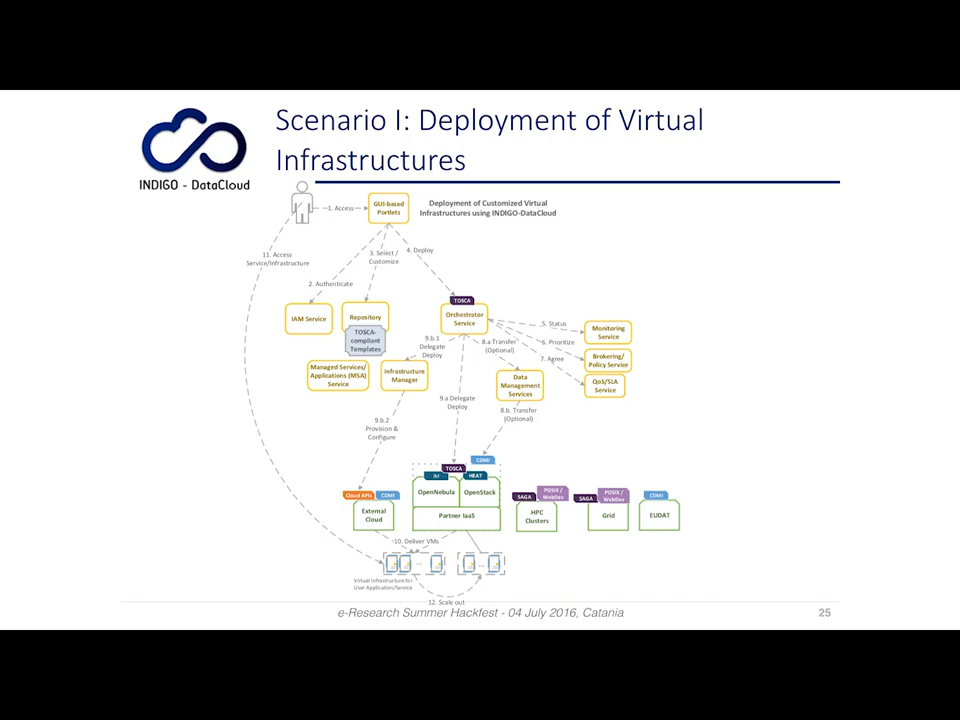 Scenario I: Deployment of Virtual
Infrastructures
INDIGO - DataCloud
1. Access
GUI-based
Portlets
Deployment of Customized Virtual
Infrastructures using INDIGO-DataCloud
11. Access
Service/Infrastructure
3. Select /
Customize
4. Deploy
2. Authenticate
TOSCA
IAM Service
Repository
Orchestrator
Service
TOSCA-
compliant
Templates
5. Status
Monitoring
Service
6. Prioritize
7. Agree
Brokering/
Policy Service
QoS/SLA
Service
9.b.1
Delegate
Deploy
8.a Transfer
(Optional)
Managed Services/
Applications (MSA)
Service
Infrastructure
Manager
Data
Management
Services
9.a Delegate
Deploy
8.b. Transfer
(Optional)
9.b.2
Provision &
Configure
CDMI
TOSCA
IM
HEAT
Cloud APIs
CDMI
OpenNebula
OpenStack
Partner IaaS
External
Cloud
SAGA
POSIX /
WebDev
HPC
Clusters
SAGA
POSIX /
WebDev
Grid
CDMI
EUDAT
10. Deliver VMs
...
...
Virtual Infrastructure for
User Application/Service
12. Scale out
e-Research Summer Hackfest - 04 July 2016, Catania
25